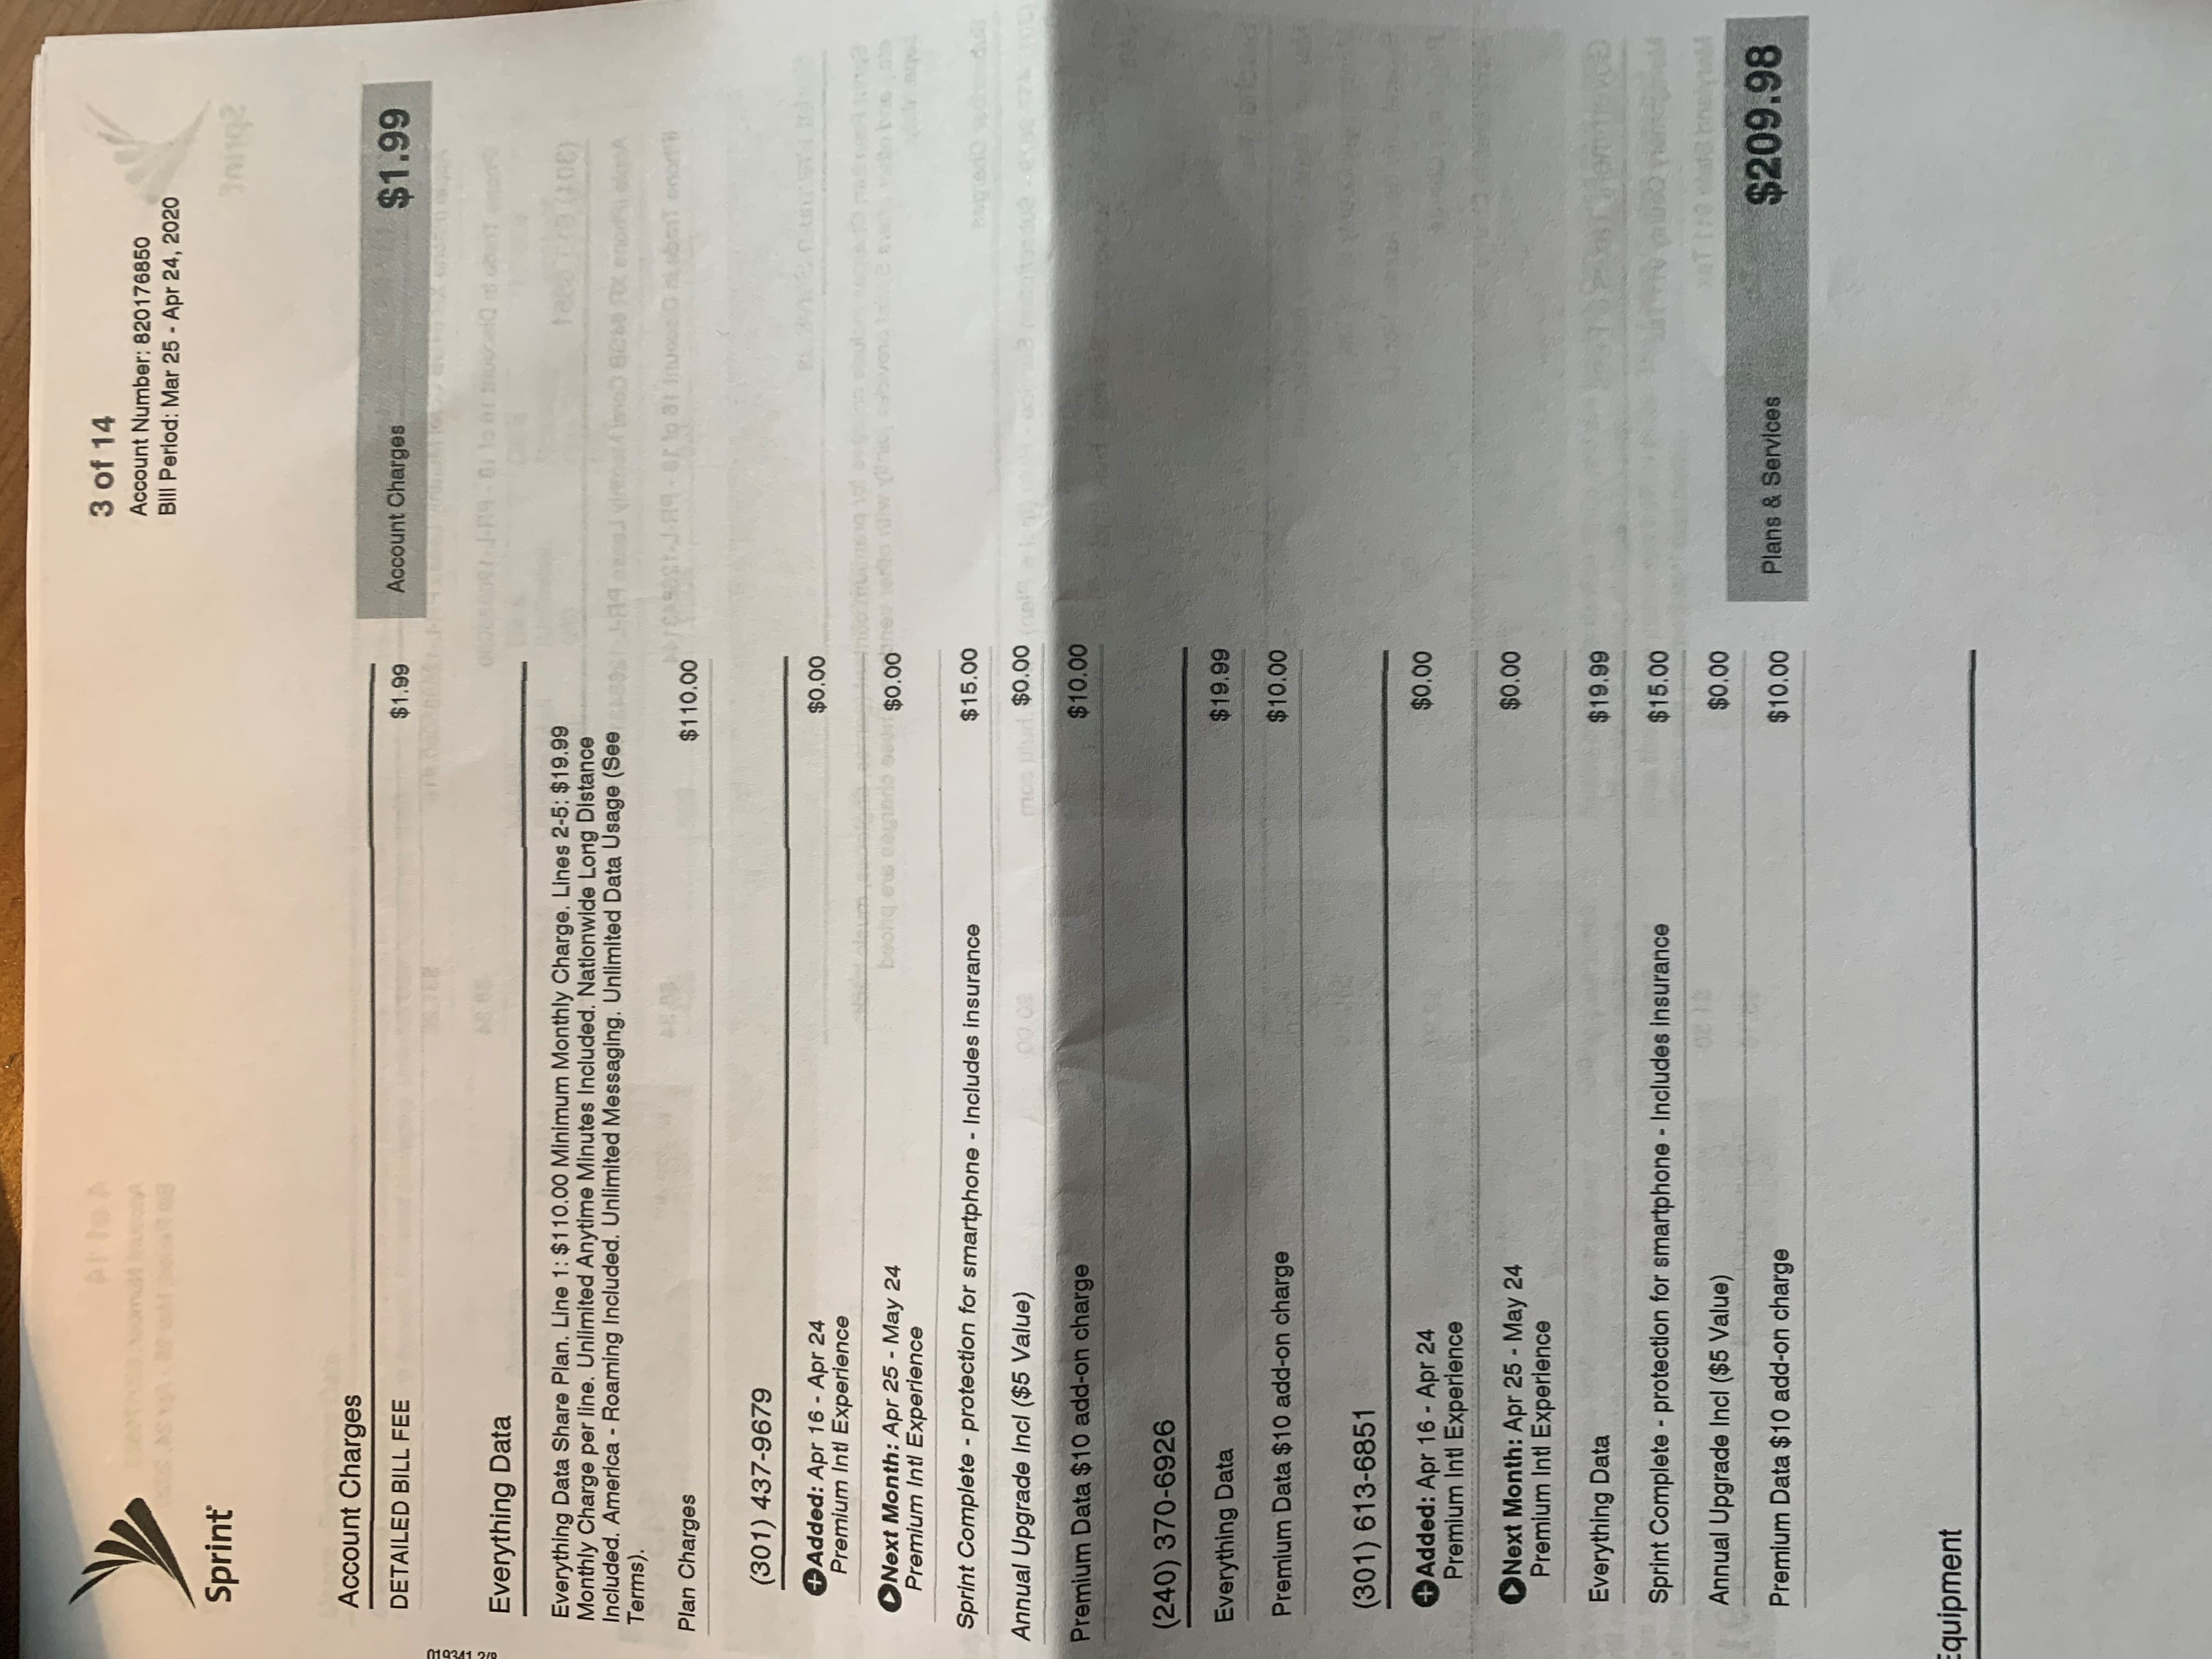 Sprint
3 of 14
Account Number: 820176850
Bill Period: Mar 25 - Apr 24, 2020
Account Charges
DETAILED BILL FEE $1.99
Account Charges $1.99
Everything Data
Everything Data Share Plan. Line 1: $110.00 Minimum Monthly Charge. Lines 2-5: $19.99
Monthly Charge per line. Unlimited Anytime Minutes Included. Nationwide Long Distance
Included. America - Roaming Included. Unlimited Messaging. Unlimited Data Usage (See
Terms).
Plan Charges $110.00
(301) 437-9679
Added: Apr 16 - Apr 24 $0.00
Premium Intl Experience
Next Month: Apr 25 - May 24 $0.00
Premium Intl Experience
Sprint Complete - protection for smartphone - Includes insurance $15.00
Annual Upgrade Incl ($5 Value) $0.00
Premium Data $10 add-on charge $10.00
(240) 370-6926
Everything Data $19.99
Premium Data $10 add-on charge $10.00
(301) 613-6851
Added: Apr 16 - Apr 24 $0.00
Premium Intl Experience
Next Month: Apr 25 - May 24 $0.00
Premium Intl Experience
Everything Data $19.99
Sprint Complete - protection for smartphone - Includes insurance $15.00
Annual Upgrade Incl ($5 Value) $0.00
Premium Data $10 add-on charge $10.00
Plans & Services $209.98
Equipment